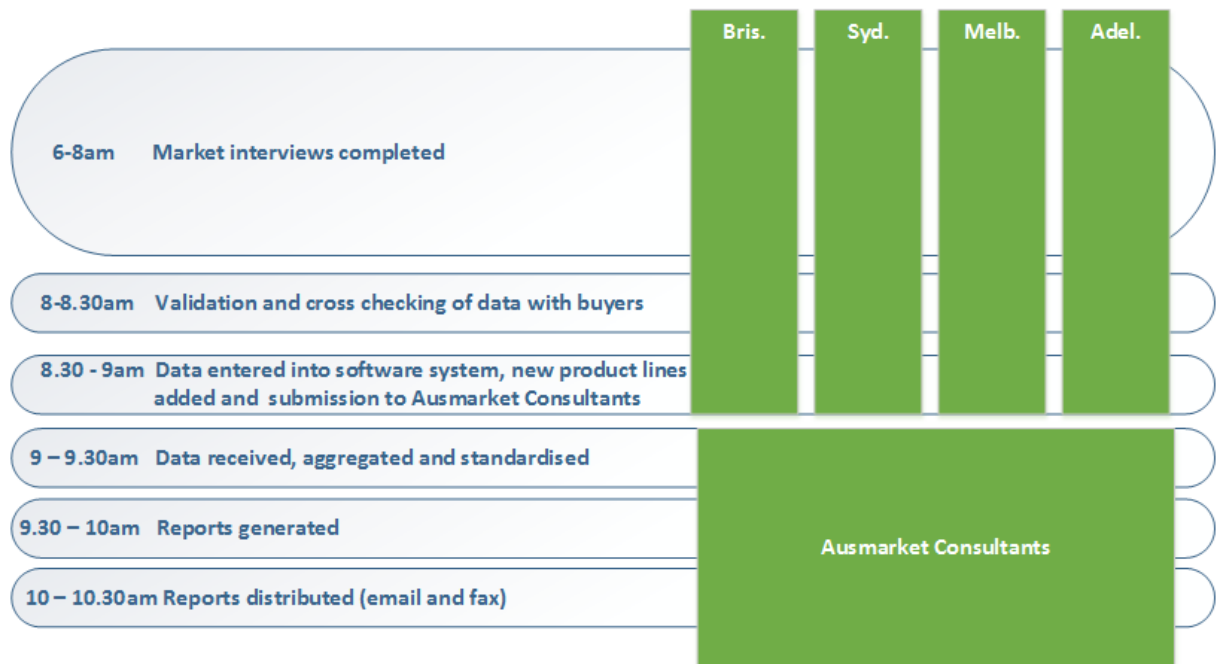 Bris. Syd. Melb. Adel.
6-8am Market interviews completed
8-8.30am Validation and cross checking of data with buyers
8.30 - 9am Data entered into software system, new product lines
added and submission to Ausmarket Consultants
9 – 9.30am Data received, aggregated and standardised
9.30 – 10am Reports generated
Ausmarket Consultants
10 – 10.30am Reports distributed (email and fax)